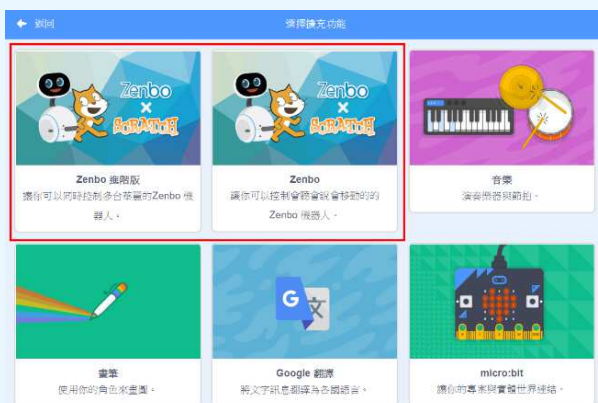 返回
選擇擴充功能
Zenbo
X
SCRATCH
Zenbo
X
SCRATCH
Zenbo 進階版
讓你可以同時控制多台華碩的Zenbo 機
器人。
Zenbo
讓你可以控制會聽會說會移動的的
Zenbo 機器人。
音樂
演奏樂器與節拍。
G 文
畫筆
使用你的角色來畫圖。
Google 翻譯
將文字訊息翻譯為各國語言。
micro:bit
讓你的專案與實體世界連結。